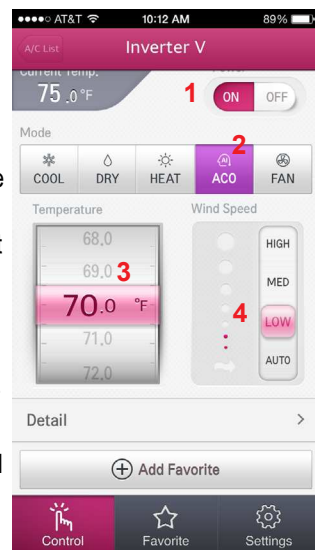 AT&T 10:12 AM 89%
A/C List Inverter V
Current Temp. Power
75.0°F 1 ON OFF
Mode 2
COOL DRY HEAT ACO FAN
Temperature Wind Speed
68.0 HIGH
69.0 3 MED
70.0 °F 4 LOW
71.0 AUTO
72.0
Detail >
Add Favorite
Control Favorite Settings